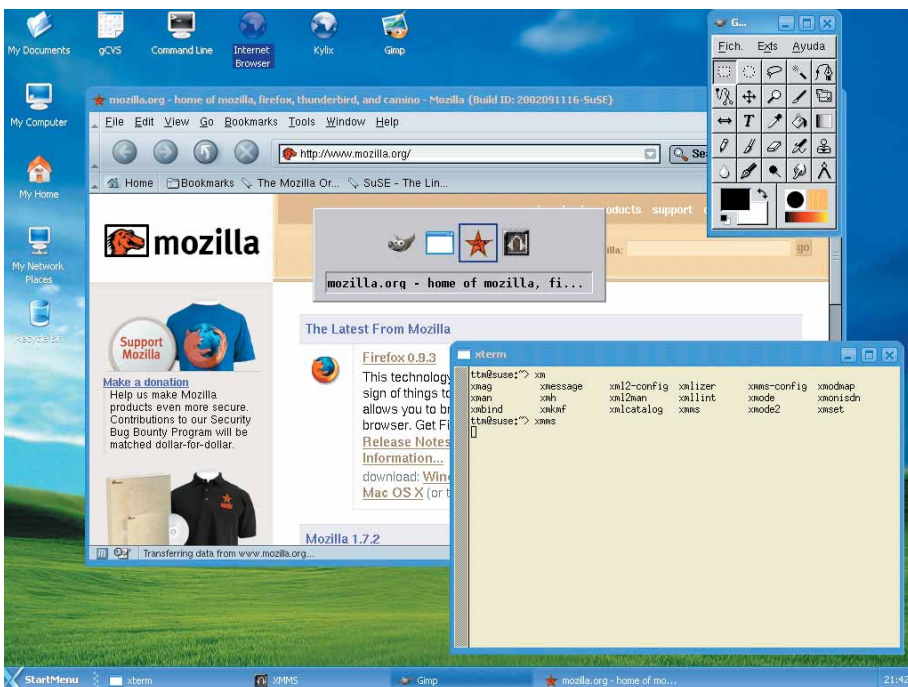 My Documents
gCVS
Command Line
Internet
Browser
Kylix
Gimp
My Computer
My Home
My Network
Places
Recycle Bin
mozilla.org - home of mozilla, firefox, thunderbird, and camino - Mozilla {Build ID: 2002091116-SuSE}
File Edit View Go Bookmarks Tools Window Help
http://www.mozilla.org/
Home Bookmarks The Mozilla Or... SuSE - The Lin...
products support
mozilla
go
mozilla.org - home of mozilla, fi...
Support
Mozilla
Make a donation
Help us make Mozilla
products even more secure.
Contributions to our Security
Bug Bounty Program will be
matched dollar-for-dollar.
The Latest From Mozilla
Firefox 0.9.3
This technology
sign of things to
allows you to br
browser. Get Fi
Release Notes
Information...
download: Win
Mac OS X (or t
Mozilla 1.7.2
Transferring data from www.mozilla.org...
G...
Fich. Exts Ayuda
xterm
ttm@suse:~> xm
xmag xmessage xml2-config xmlizer xmms-config xmodmap
xman xmh xml2man xmllint xmode xmonisdn
xmbind xmkmf xmlcatalog xmms xmode2 xmset
ttm@suse:~> xmms
StartMenu
xterm
XMMS
Gimp
mozilla.org - home of mo...
21:42